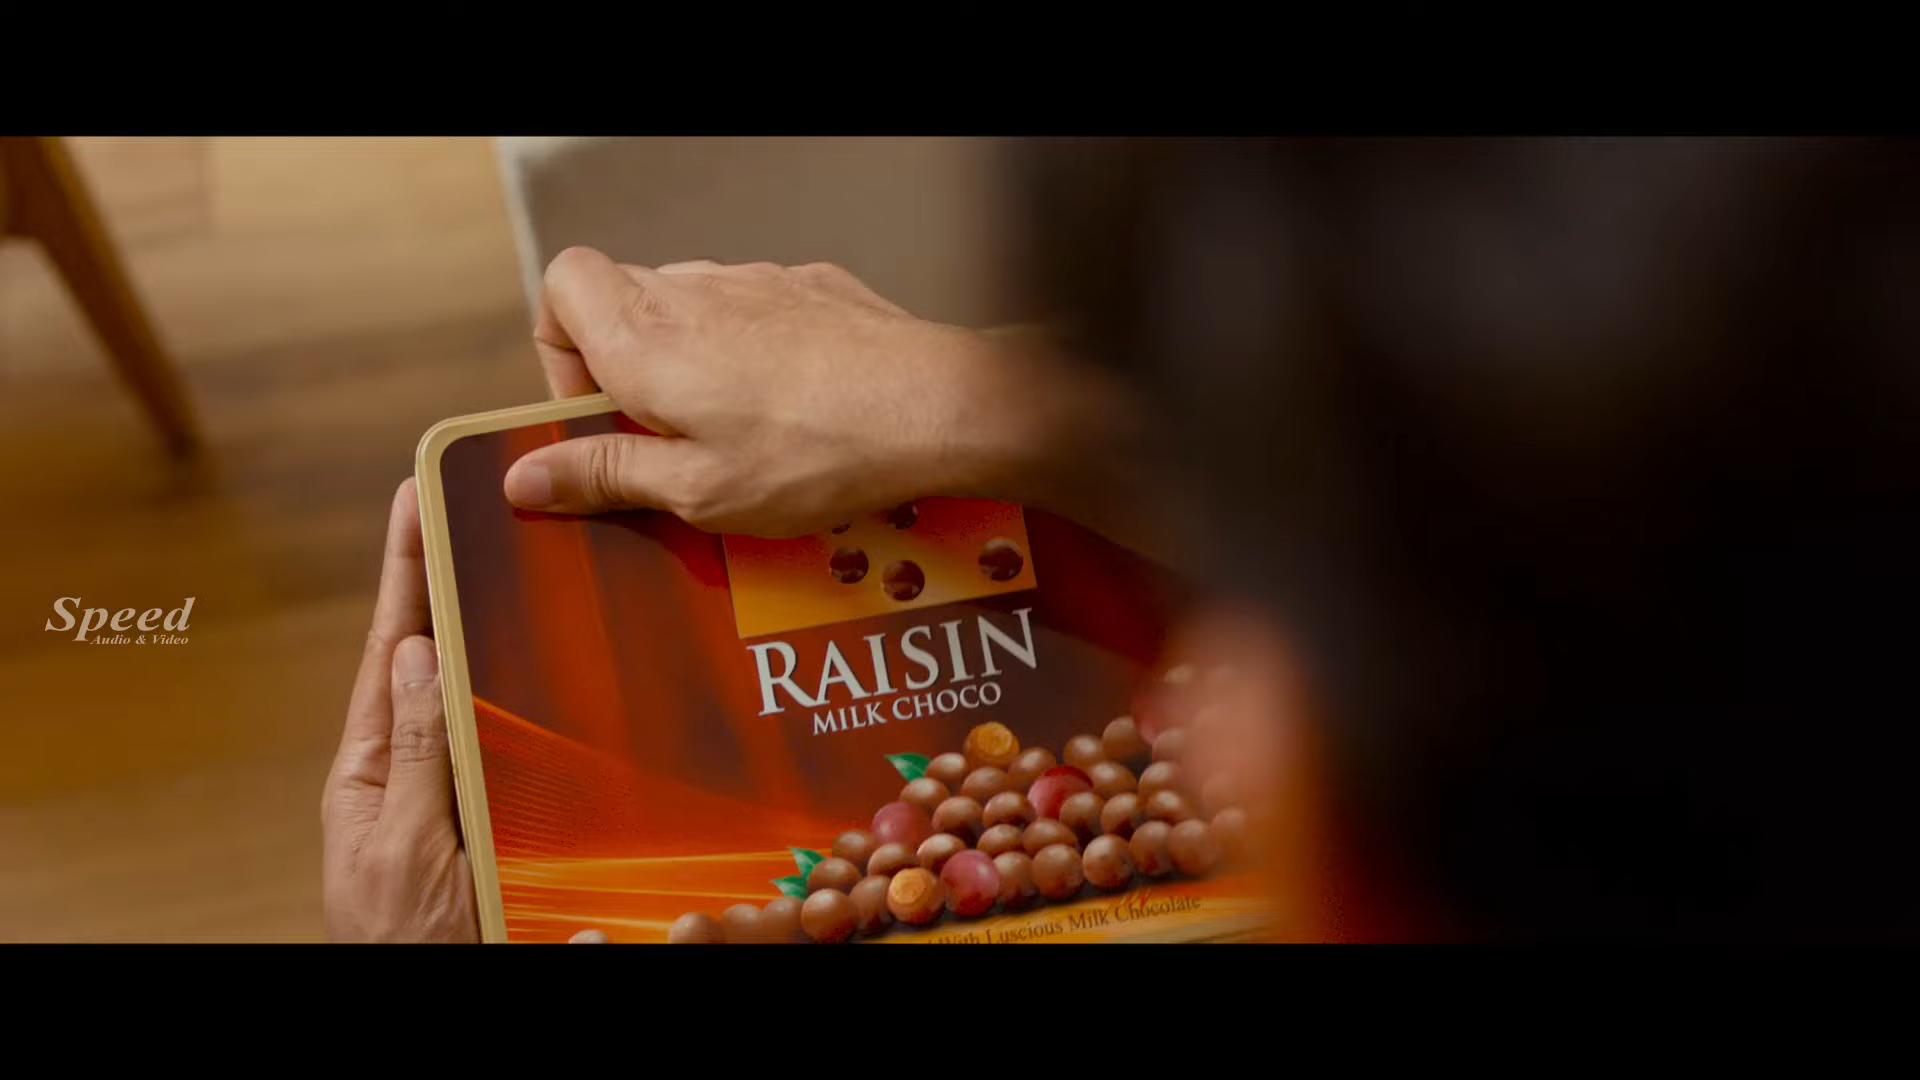 Speed
Audio & Video
RAISIN
MILK CHOCO
With Luscious Milk Chocolate